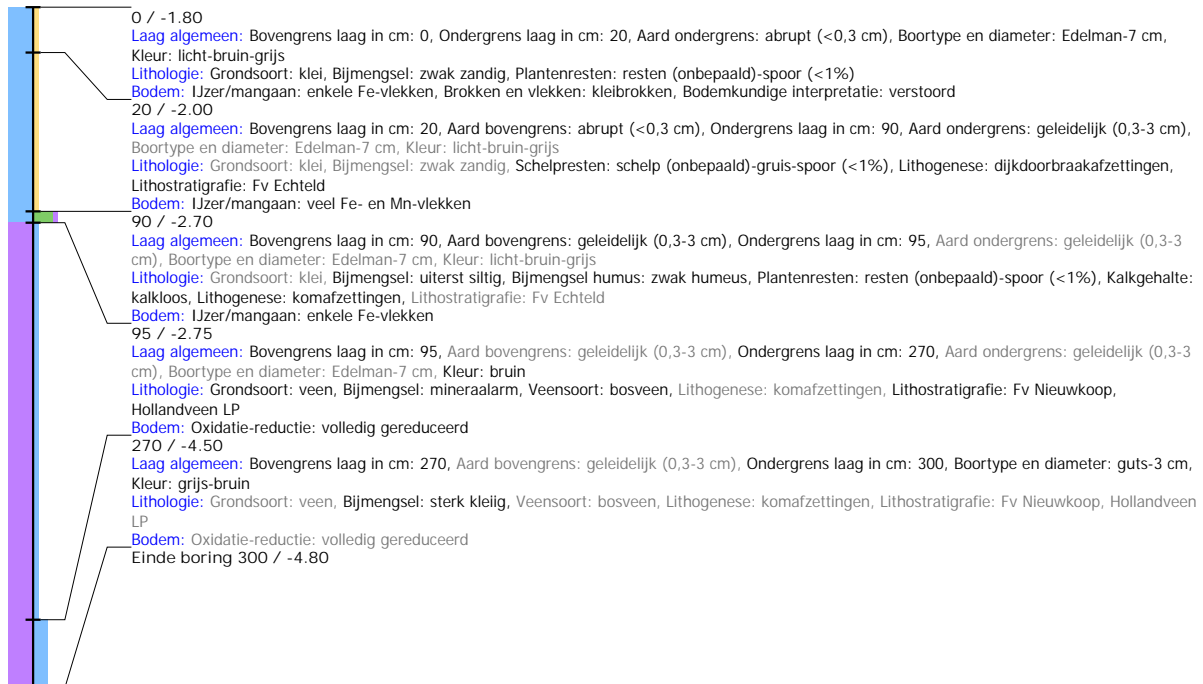 0 / -1.80
Laag algemeen: Bovengrens laag in cm: 0, Ondergrens laag in cm: 20, Aard ondergrens: abrupt (<0,3 cm), Boortype en diameter: Edelman-7 cm,
Kleur: licht-bruin-grijs
Lithologie: Grondsoort: klei, Bijmengsel: zwak zandig, Plantenresten: resten (onbepaald)-spoor (<1%)
Bodem: IJzer/mangaan: enkele Fe-vlekken, Brokken en vlekken: kleibrokken, Bodemkundige interpretatie: verstoord
20 / -2.00
Laag algemeen: Bovengrens laag in cm: 20, Aard bovengrens: abrupt (<0,3 cm), Ondergrens laag in cm: 90, Aard ondergrens: geleidelijk (0,3-3 cm),
Boortype en diameter: Edelman-7 cm, Kleur: licht-bruin-grijs
Lithologie: Grondsoort: klei, Bijmengsel: zwak zandig, Schelpresten: schelp (onbepaald)-gruis-spoor (<1%), Lithogenese: dijkdoorbraakafzettingen,
Lithostratigrafie: Fv Echteld
Bodem: IJzer/mangaan: veel Fe- en Mn-vlekken
90 / -2.70
Laag algemeen: Bovengrens laag in cm: 90, Aard bovengrens: geleidelijk (0,3-3 cm), Ondergrens laag in cm: 95, Aard ondergrens: geleidelijk (0,3-3
cm), Boortype en diameter: Edelman-7 cm, Kleur: licht-bruin-grijs
Lithologie: Grondsoort: klei, Bijmengsel: uiterst siltig, Bijmengsel humus: zwak humeus, Plantenresten: resten (onbepaald)-spoor (<1%), Kalkgehalte:
kalkloos, Lithogenese: komafzettingen, Lithostratigrafie: Fv Echteld
Bodem: IJzer/mangaan: enkele Fe-vlekken
95 / -2.75
Laag algemeen: Bovengrens laag in cm: 95, Aard bovengrens: geleidelijk (0,3-3 cm), Ondergrens laag in cm: 270, Aard ondergrens: geleidelijk (0,3-3
cm), Boortype en diameter: Edelman-7 cm, Kleur: bruin
Lithologie: Grondsoort: veen, Bijmengsel: mineraalarm, Veensoort: bosveen, Lithogenese: komafzettingen, Lithostratigrafie: Fv Nieuwkoop,
Hollandveen LP
Bodem: Oxidatie-reductie: volledig gereduceerd
270 / -4.50
Laag algemeen: Bovengrens laag in cm: 270, Aard bovengrens: geleidelijk (0,3-3 cm), Ondergrens laag in cm: 300, Boortype en diameter: guts-3 cm,
Kleur: grijs-bruin
Lithologie: Grondsoort: veen, Bijmengsel: sterk kleiig, Veensoort: bosveen, Lithogenese: komafzettingen, Lithostratigrafie: Fv Nieuwkoop, Hollandveen
LP
Bodem: Oxidatie-reductie: volledig gereduceerd
Einde boring 300 / -4.80